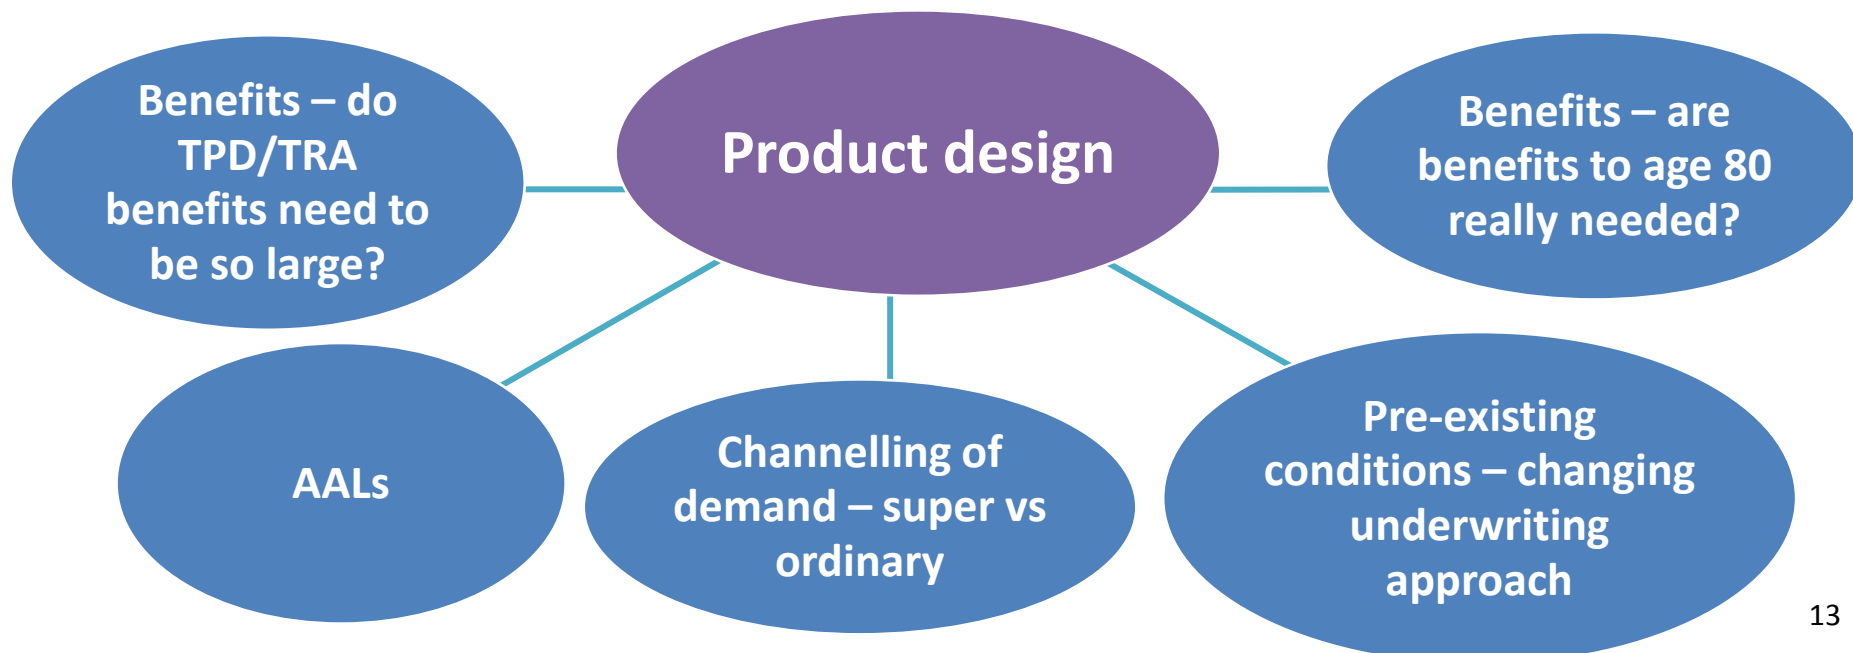 Product design
Benefits – do
TPD/TRA
benefits need to
be so large?
Benefits – are
benefits to age 80
really needed?
AALs
Channelling of
demand – super vs
ordinary
Pre-existing
conditions – changing
underwriting
approach
13